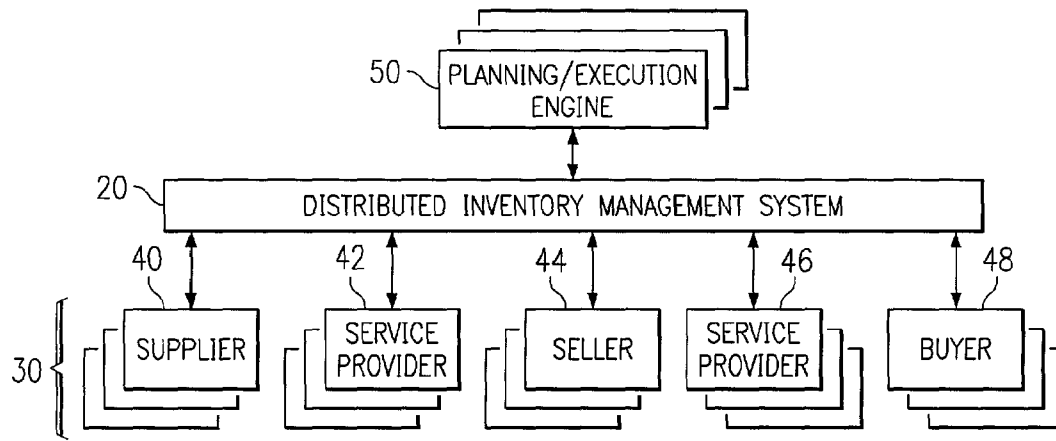 50
PLANNING/EXECUTION
ENGINE
20
DISTRIBUTED INVENTORY MANAGEMENT SYSTEM
40
42
44
46
48
30
SUPPLIER
SERVICE
PROVIDER
SELLER
SERVICE
PROVIDER
BUYER